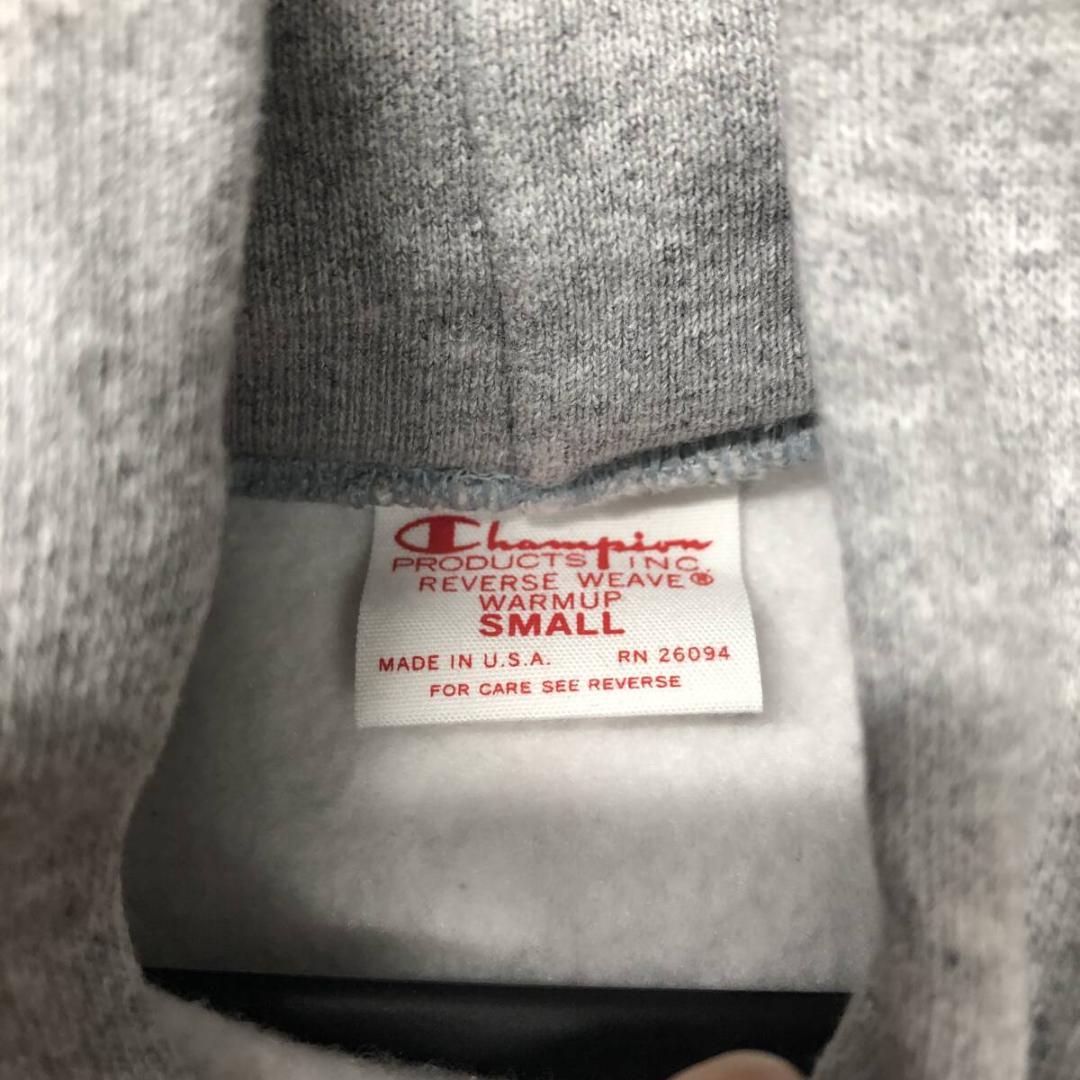 Champion
PRODUCTS INC.
REVERSE WEAVE®
WARMUP
SMALL
MADE IN U.S.A. RN 26094
FOR CARE SEE REVERSE